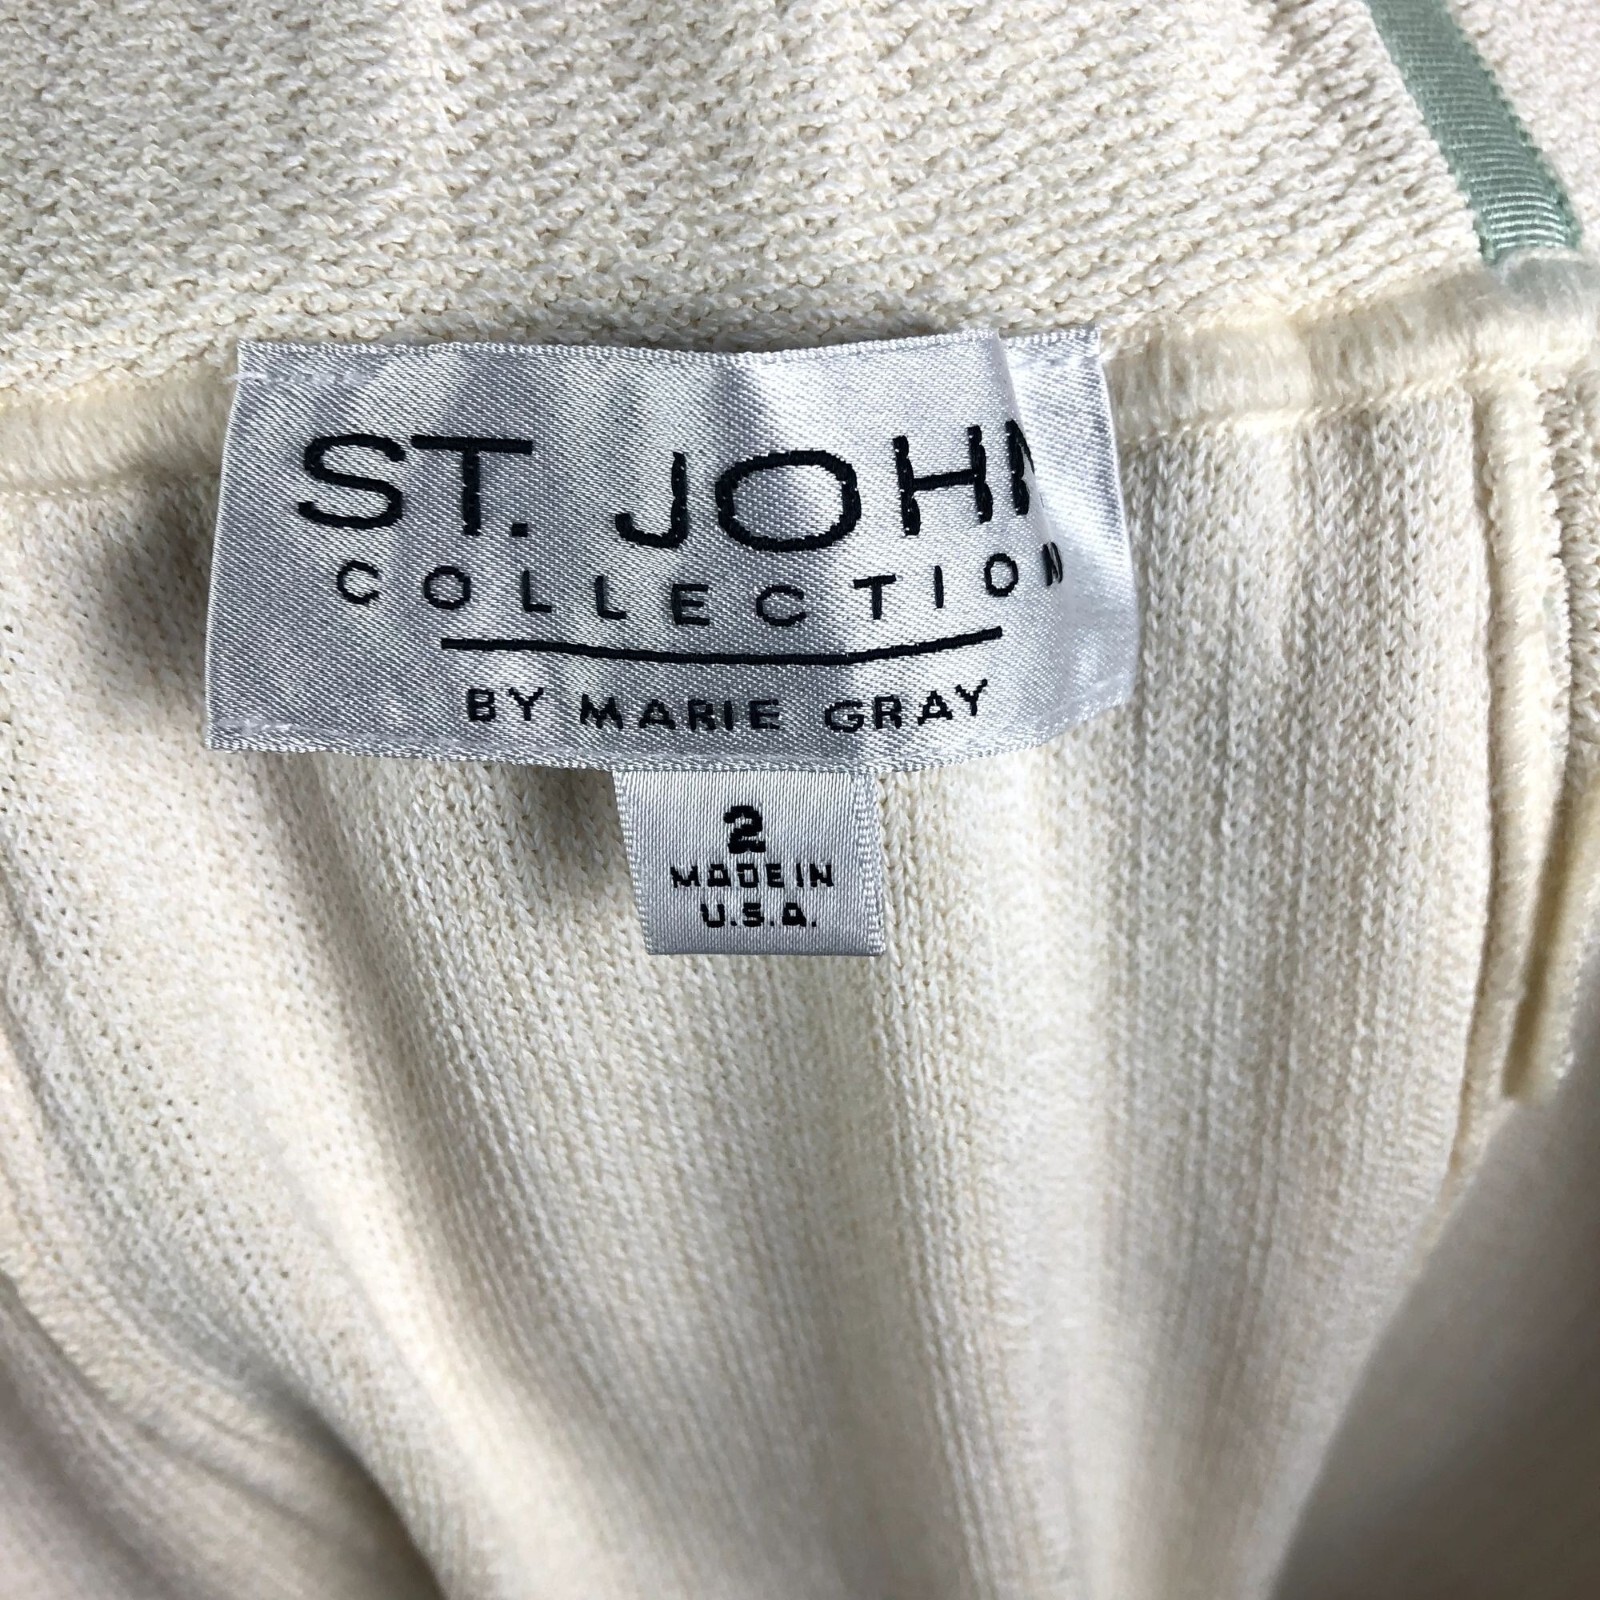 ST. JOHN
COLLECTION
BY MARIE GRAY
2
MADE IN
U.S.A.